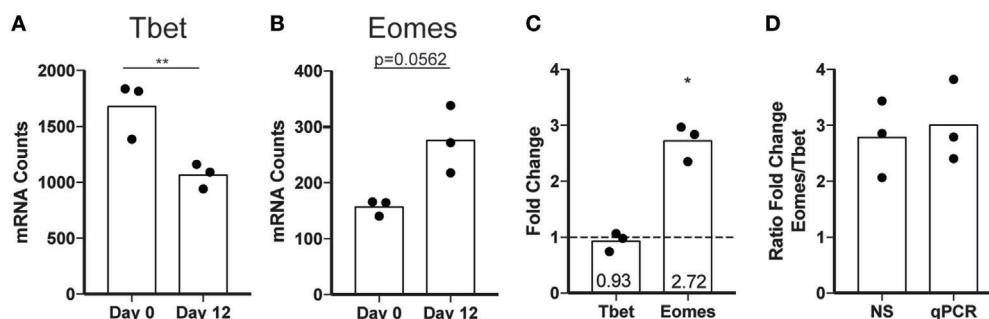 A
Tbet
B
Eomes
C
D
**
p=0.0562
*
mRNA Counts
2000
1500
1000
500
0
Day 0
Day 12
mRNA Counts
400
300
200
100
0
Day 0
Day 12
Fold Change
4
3
2
1
0
0.93
2.72
Tbet
Eomes
Ratio Fold Change
Eomes/Tbet
4
3
2
1
0
NS
qPCR